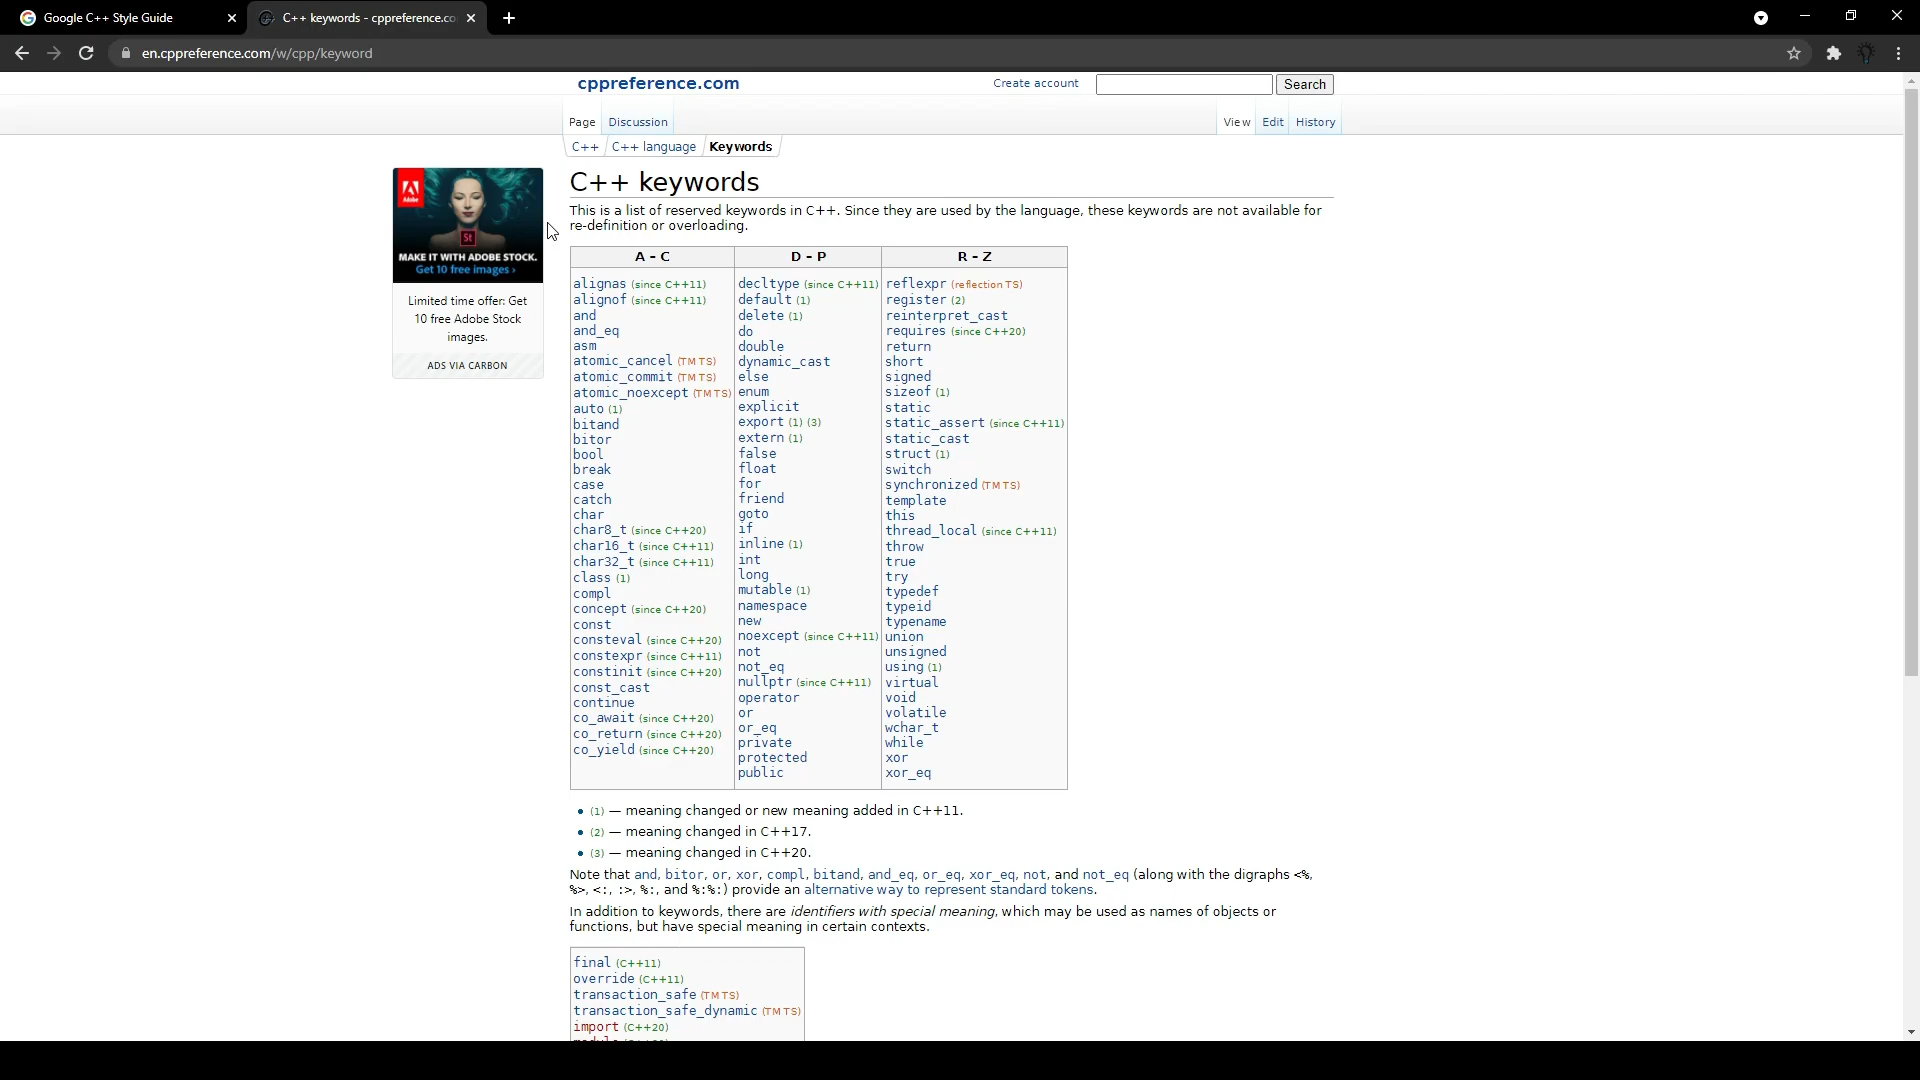 Google C++ Style Guide
C++ keywords - cppreference.co
en.cppreference.com/w/cpp/keyword
cppreference.com
Create account
Search
Page
Discussion
View
Edit
History
C++
C++ language
Keywords
Adobe
St
MAKE IT WITH ADOBE STOCK.
Get 10 free images ›
Limited time offer: Get
10 free Adobe Stock
images.
ADS VIA CARBON
C++ keywords
This is a list of reserved keywords in C++. Since they are used by the language, these keywords are not available for
re-definition or overloading.
A - C
alignas (since C++11)
alignof (since C++11)
and
and_eq
asm
atomic_cancel (TM TS)
atomic_commit (TM TS)
atomic_noexcept (TM TS)
auto (1)
bitand
bitor
bool
break
case
catch
char
char8_t (since C++20)
char16_t (since C++11)
char32_t (since C++11)
class (1)
compl
concept (since C++20)
const
consteval (since C++20)
constexpr (since C++11)
constinit (since C++20)
const_cast
continue
co_await (since C++20)
co_return (since C++20)
co_yield (since C++20)
D - P
decltype (since C++11)
default (1)
delete (1)
do
double
dynamic_cast
else
enum
explicit
export (1) (3)
extern (1)
false
float
for
friend
goto
if
inline (1)
int
long
mutable (1)
namespace
new
noexcept (since C++11)
not
not_eq
nullptr (since C++11)
operator
or
or_eq
private
protected
public
R - Z
reflexpr (reflection TS)
register (2)
reinterpret_cast
requires (since C++20)
return
short
signed
sizeof (1)
static
static_assert (since C++11)
static_cast
struct (1)
switch
synchronized (TM TS)
template
this
thread_local (since C++11)
throw
true
try
typedef
typeid
typename
union
unsigned
using (1)
virtual
void
volatile
wchar_t
while
xor
xor_eq
• (1) — meaning changed or new meaning added in C++11.
• (2) — meaning changed in C++17.
• (3) — meaning changed in C++20.
Note that and, bitor, or, xor, compl, bitand, and_eq, or_eq, xor_eq, not, and not_eq (along with the digraphs <%,
%>, <:, :>, %:, and %:%:) provide an alternative way to represent standard tokens.
In addition to keywords, there are identifiers with special meaning, which may be used as names of objects or
functions, but have special meaning in certain contexts.
final (C++11)
override (C++11)
transaction_safe (TM TS)
transaction_safe_dynamic (TM TS)
import (C++20)